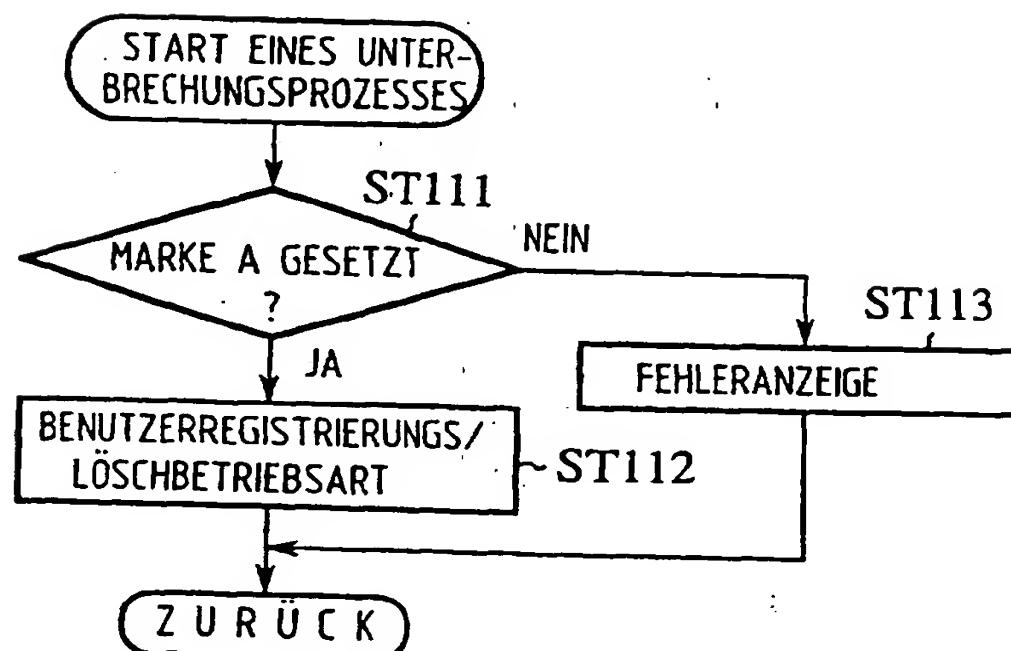 START EINES UNTER-
BRECHUNGSPROZESSES
ST111
MARKE A GESETZT
?
NEIN
JA
ST113
FEHLERANZEIGE
BENUTZERREGISTRIERUNGS/
LÖSCHBETRIEBSART
ST112
ZURÜCK